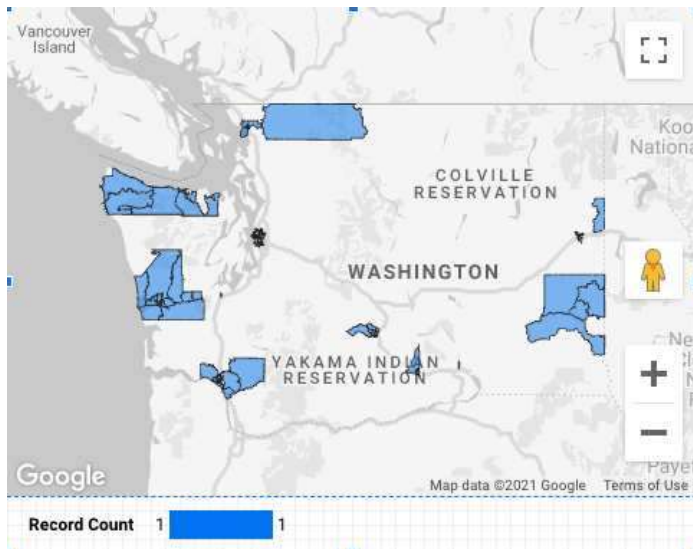 Vancouver
Island
Koo
Nationa
COLVILLE
RESERVATION
WASHINGTON
YAKAMA INDIAN
RESERVATION
Ne
Payet
Google
Map data ©2021 Google Terms of Use
Record Count 1 1